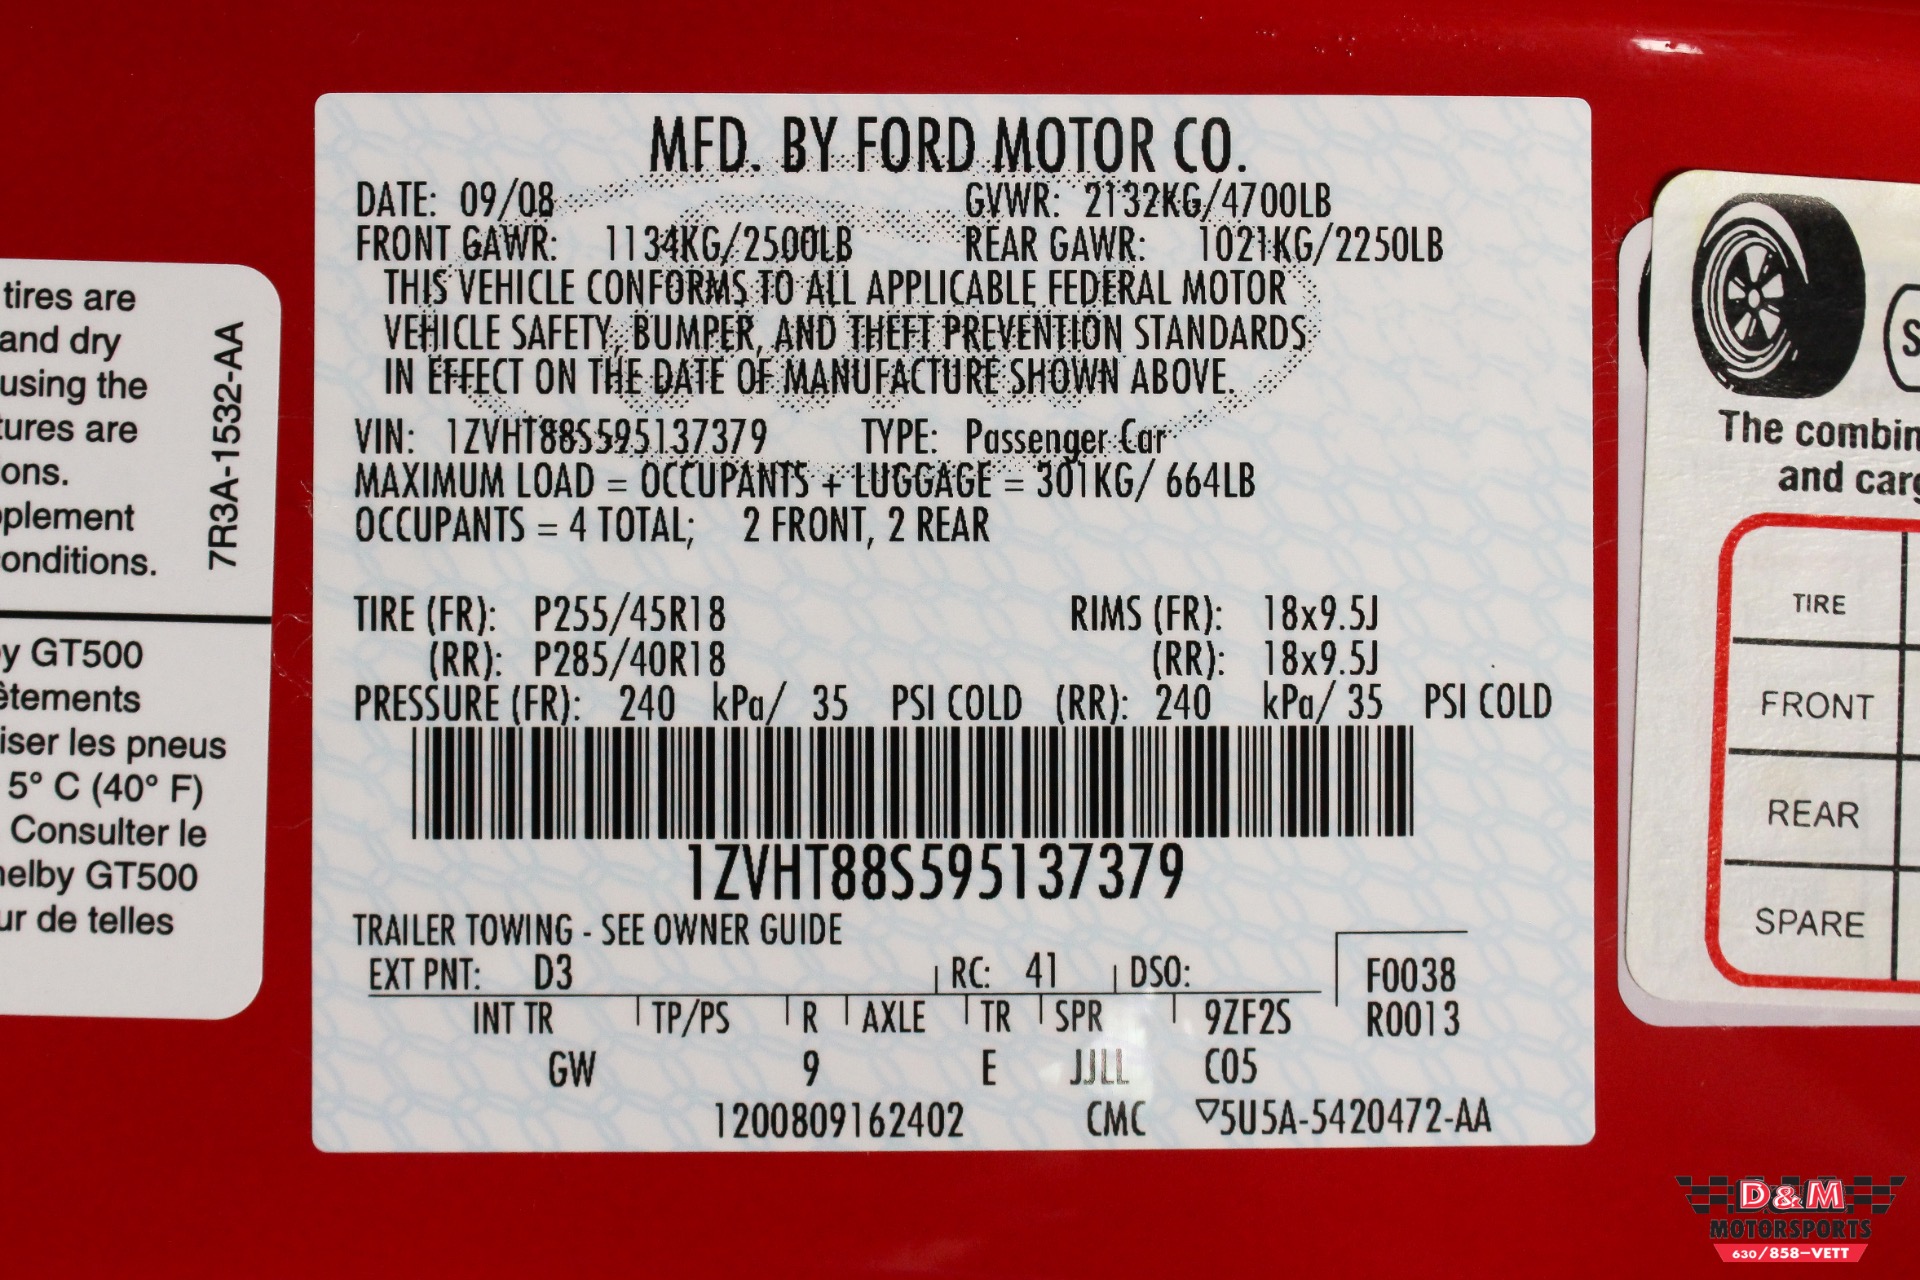 tires are
and dry
using the
tures are
ons.
pplement
onditions.
7R3A-1532-AA
y GT500
êtements
iser les pneus
5° C (40° F)
Consulter le
helby GT500
ur de telles
MFD. BY FORD MOTOR CO.
DATE: 09/08 GVWR: 2132KG/4700LB
FRONT GAWR: 1134KG/2500LB REAR GAWR: 1021KG/2250LB
THIS VEHICLE CONFORMS TO ALL APPLICABLE FEDERAL MOTOR
VEHICLE SAFETY, BUMPER, AND THEFT PREVENTION STANDARDS
IN EFFECT ON THE DATE OF MANUFACTURE SHOWN ABOVE.
VIN: 1ZVHT88S595137379 TYPE: Passenger Car
MAXIMUM LOAD = OCCUPANTS + LUGGAGE = 301KG/ 664LB
OCCUPANTS = 4 TOTAL; 2 FRONT, 2 REAR
TIRE (FR): P255/45R18 RIMS (FR): 18x9.5J
(RR): P285/40R18 (RR): 18x9.5J
PRESSURE (FR): 240 kPa/ 35 PSI COLD (RR): 240 kPa/ 35 PSI COLD
1ZVHT88S595137379
TRAILER TOWING - SEE OWNER GUIDE
EXT PNT: D3 RC: 41 DSO: F0038
INT TR TP/PS R AXLE TR SPR 9ZF2S R0013
GW 9 E JJLL C05
1200809162402 CMC ▽5U5A-5420472-AA
S
The combin
and carg
TIRE
FRONT
REAR
SPARE
D&M
MOTORSPORTS
630/858-VETT